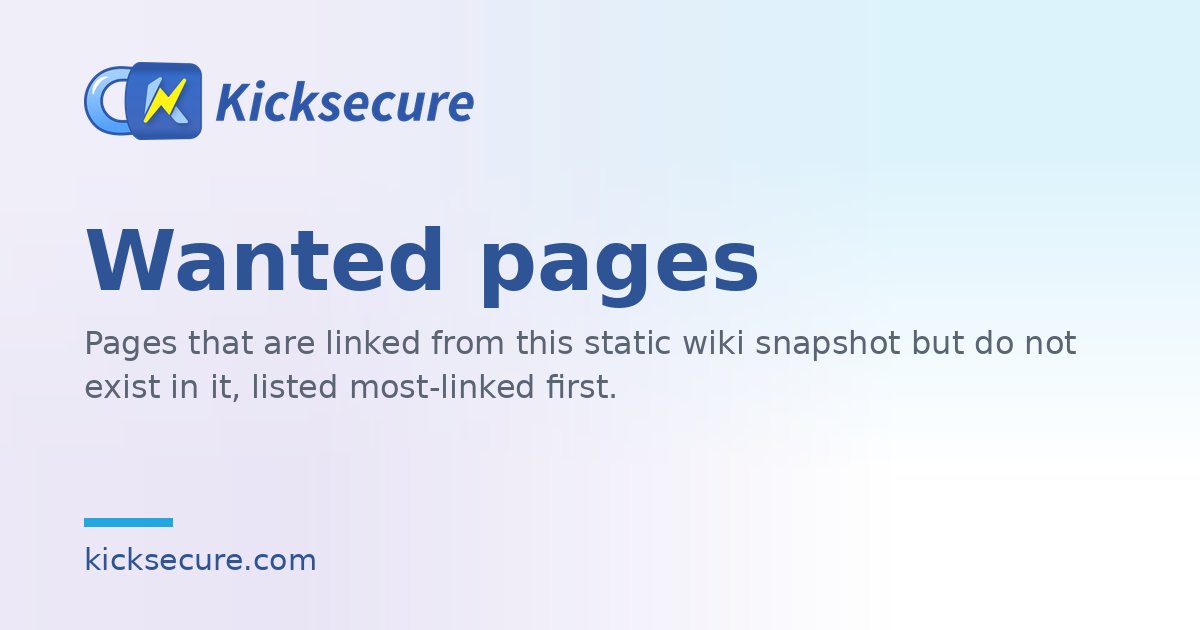 Kicksecure
Wanted pages
Pages that are linked from this static wiki snapshot but do not
exist in it, listed most-linked first.
kicksecure.com